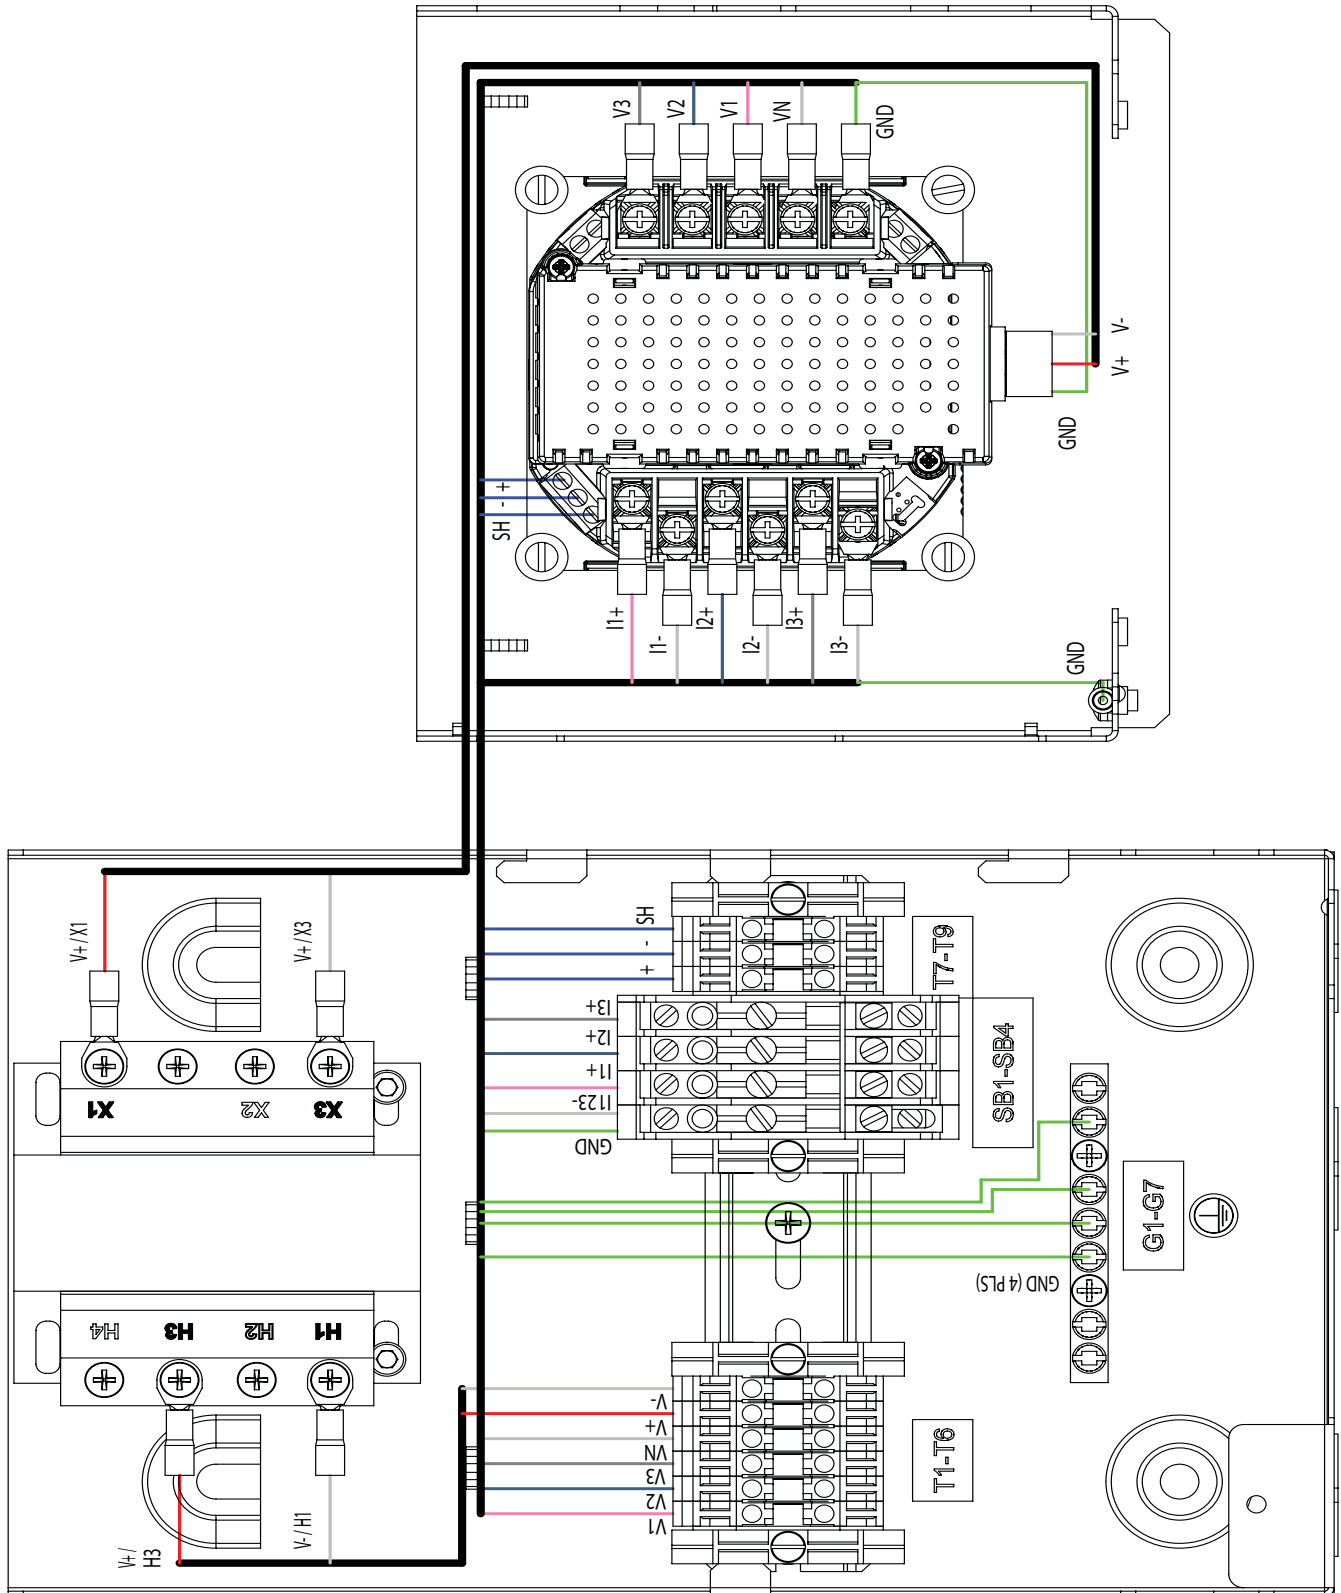 V3
V2
V1
VN
GND
V-
V+
GND
SH
-
+
I1+
I1-
I2+
I2-
I3+
I3-
GND
V+/X1
V+/X3
X1
X2
X3
SH
-
+
I3+
I2+
I1+
I123-
GND
T7-T9
SB1-SB4
G1-G7
GND (4 PLS)
H4
H3
H2
H1
V+/
H3
V-/H1
V-
V+
VN
V3
V2
V1
T1-T6